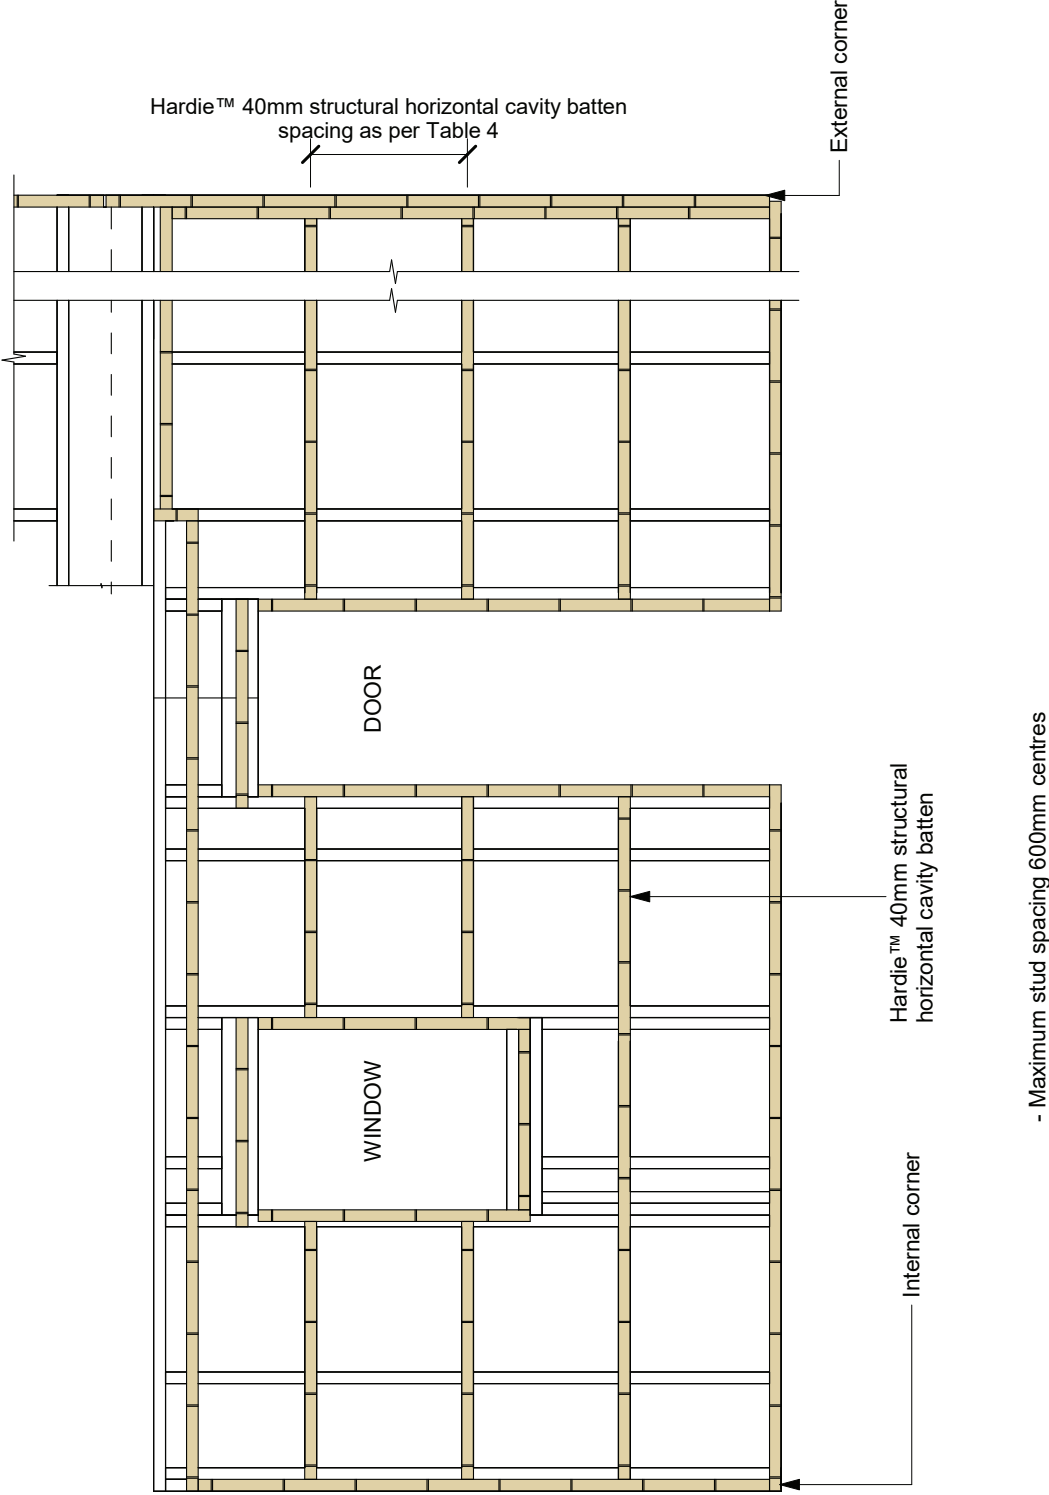 Hardie™ 40mm structural horizontal cavity batten
spacing as per Table 4
External corner
DOOR
Hardie™ 40mm structural
horizontal cavity batten
WINDOW
Internal corner
- Maximum stud spacing 600mm centres